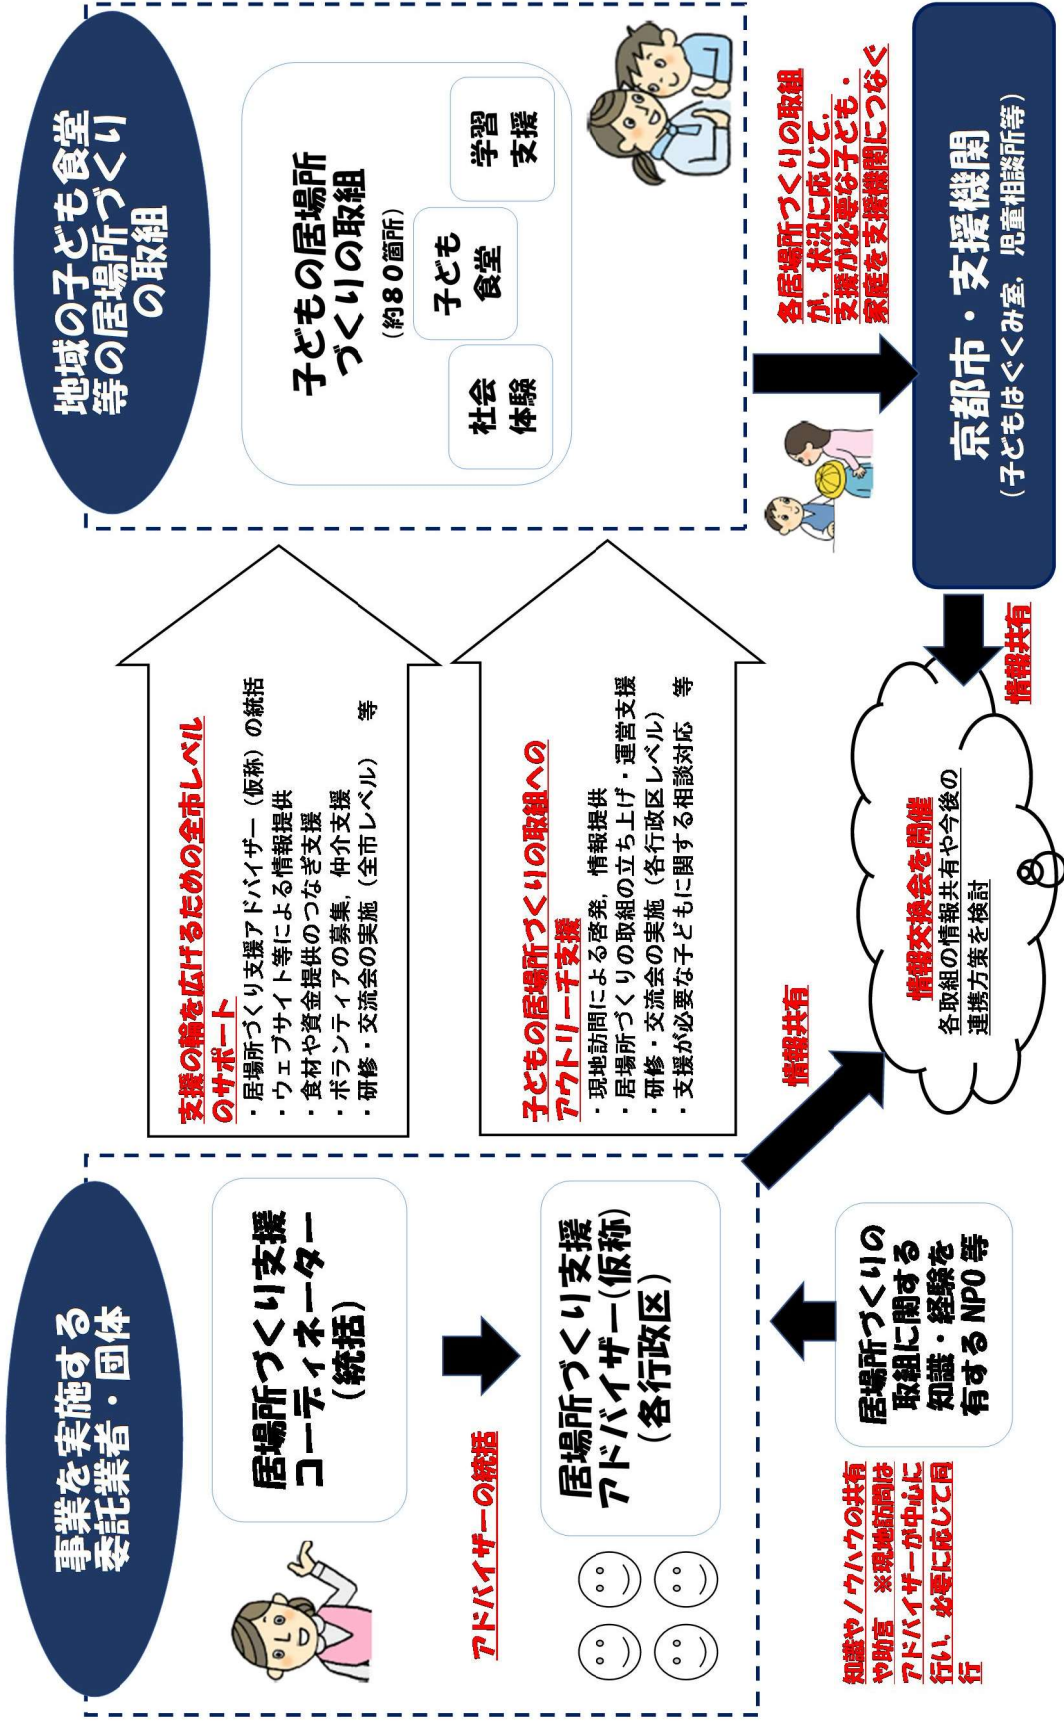 事業を実施する
委託業者・団体
居場所づくり支援
コーディネーター
（統括）
アドバイザーの統括
居場所づくり支援
アドバイザー（仮称）
（各行政区）
知識やノウハウの共有
や助言　※現地訪問は
アドバイザーが中心に
行い、必要に応じて同
行
居場所づくりの
取組に関する
知識・経験を
有するNPO等
支援の輪を広げるための全市レベル
のサポート
・居場所づくり支援アドバイザー（仮称）の統括
・ウェブサイト等による情報提供
・食材や資金提供のつなぎ支援
・ボランティアの募集，仲介支援
・研修・交流会の実施（全市レベル）　等
子どもの居場所づくりの取組への
アウトリーチ支援
・現地訪問による啓発，情報提供
・居場所づくりの取組の立ち上げ・運営支援
・研修・交流会の実施（各行政区レベル）
・支援が必要な子どもに関する相談対応　等
情報共有
情報交換会を開催
各取組の情報共有や今後の
連携方策を検討
情報共有
地域の子ども食堂
等の居場所づくり
の取組
子どもの居場所
づくりの取組
（約８０箇所）
社会
体験
子ども
食堂
学習
支援
各居場所づくりの取組
が、状況に応じて、
支援が必要な子ども・
家庭を支援機関につなぐ
京都市・支援機関
（子どもはぐくみ室，児童相談所等）